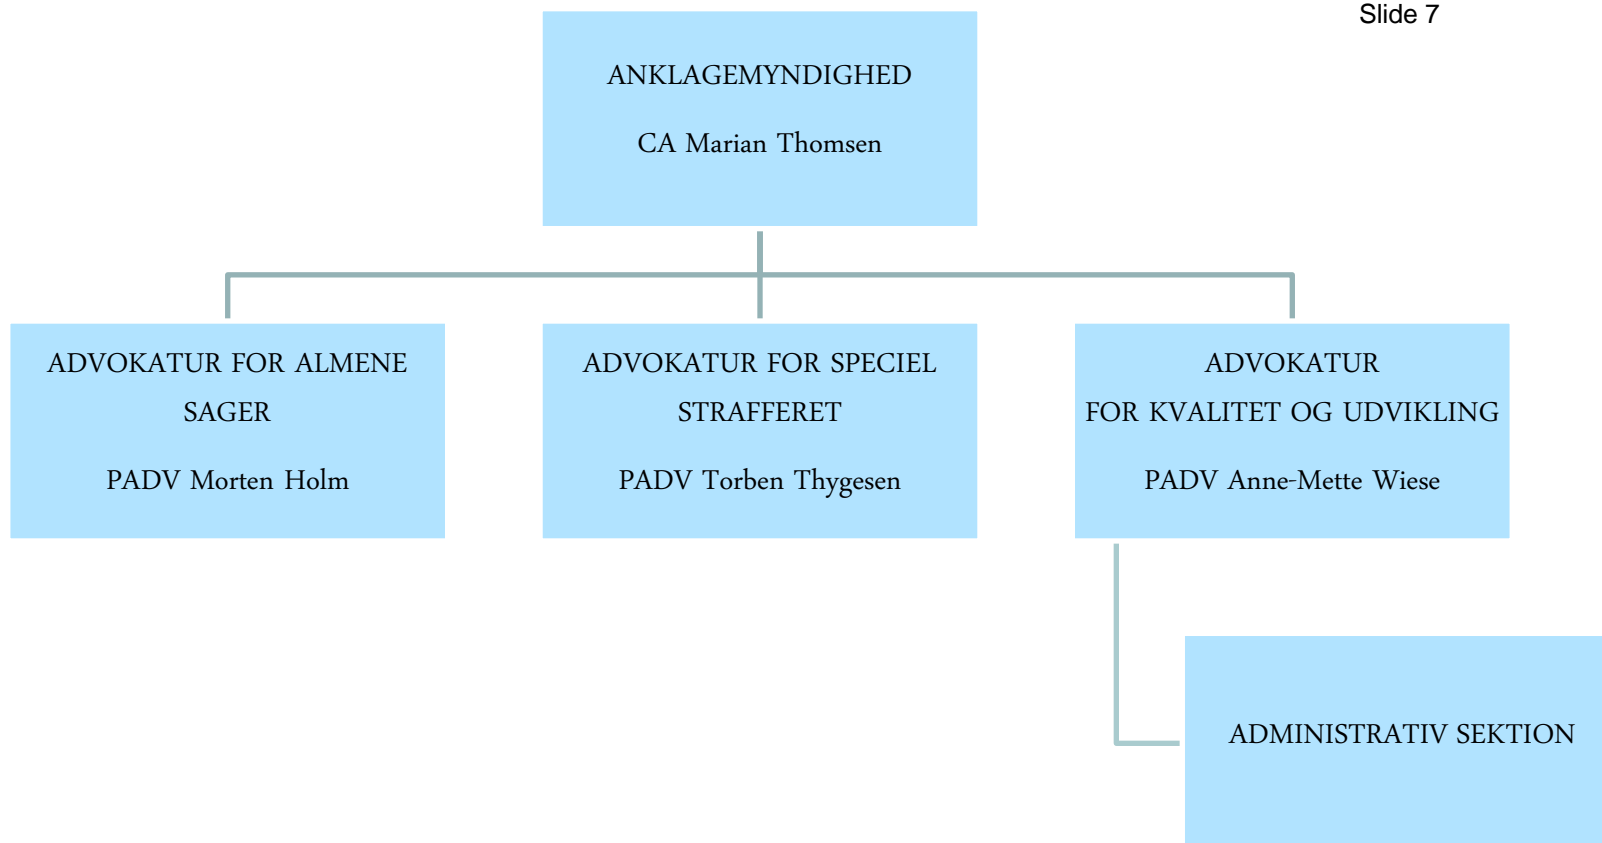 Slide 7
ANKLAGEMYNDIGHED
CA Marian Thomsen
ADVOKATUR FOR ALMENE
SAGER
PADV Morten Holm
ADVOKATUR FOR SPECIEL
STRAFFERET
PADV Torben Thygesen
ADVOKATUR
FOR KVALITET OG UDVIKLING
PADV Anne-Mette Wiese
ADMINISTRATIV SEKTION